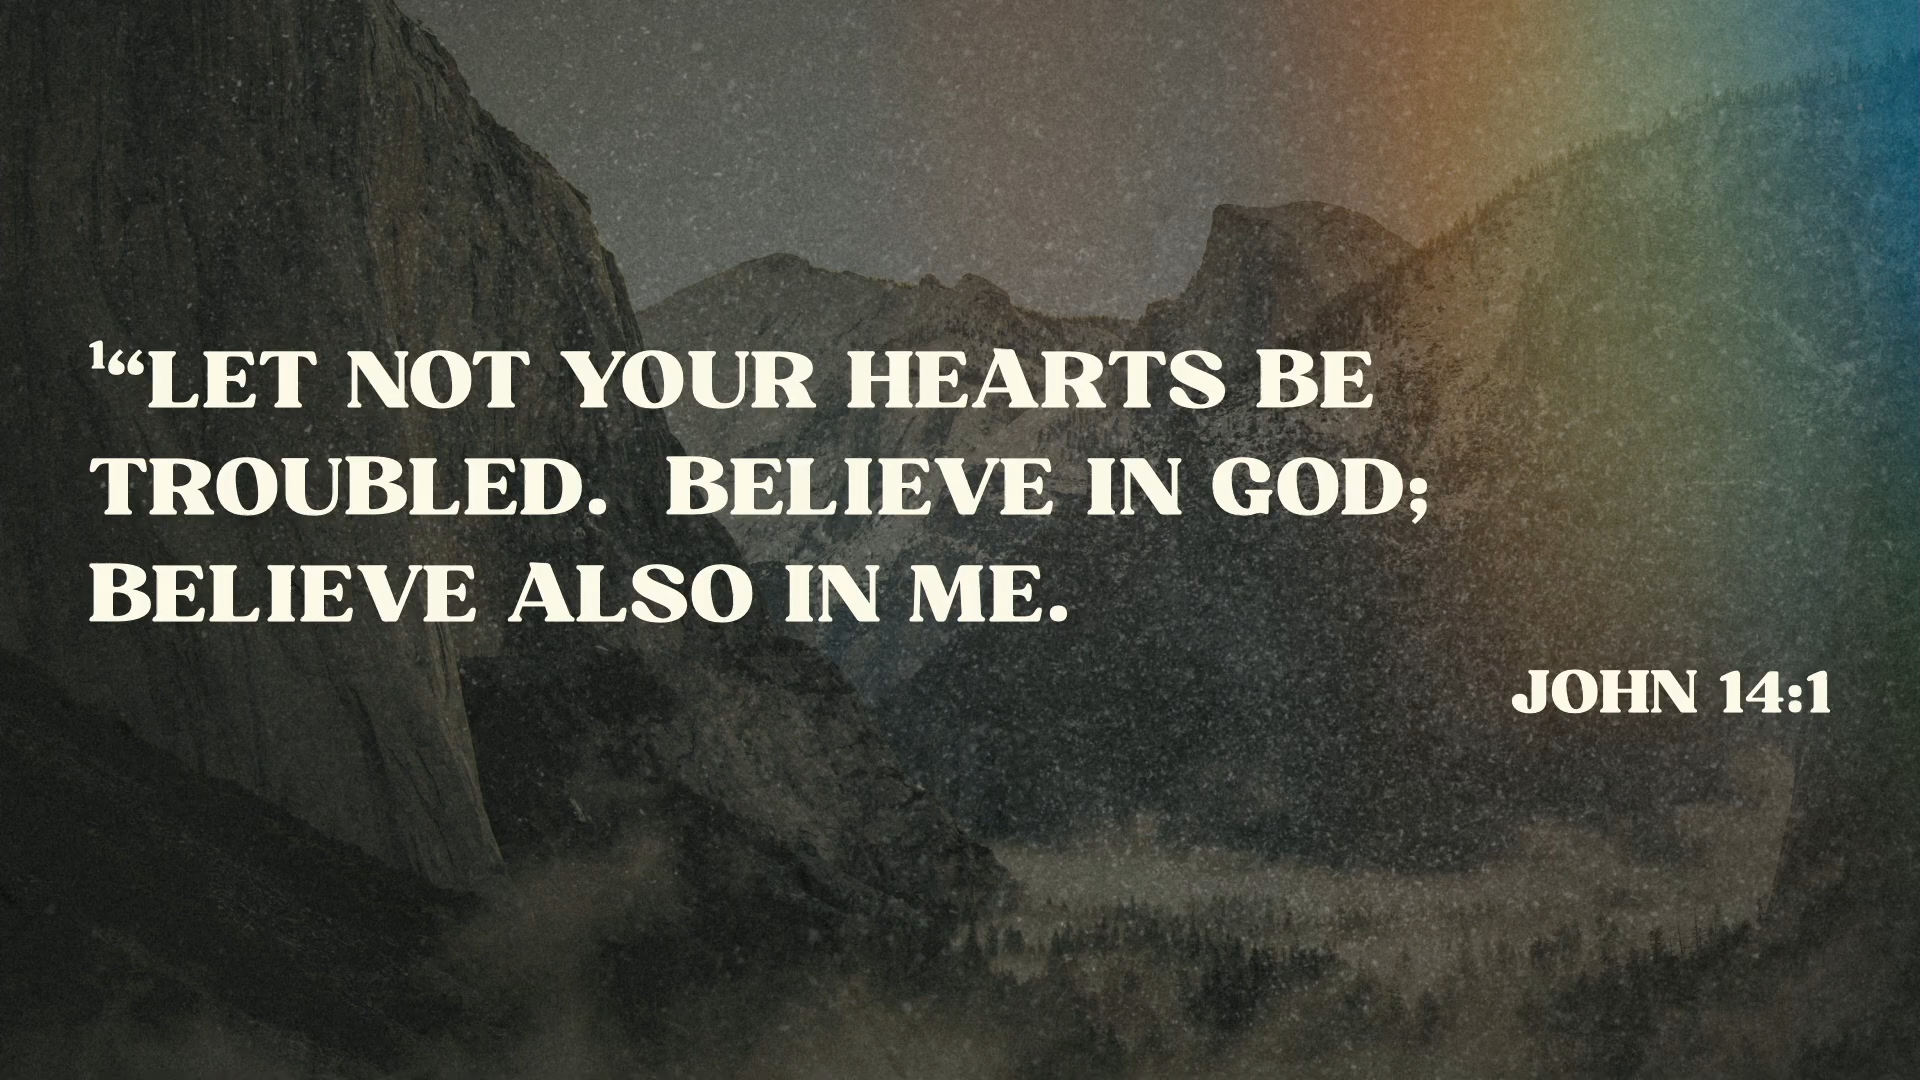 ¹“LET NOT YOUR HEARTS BE
TROUBLED.  BELIEVE IN GOD;
BELIEVE ALSO IN ME.
JOHN 14:1